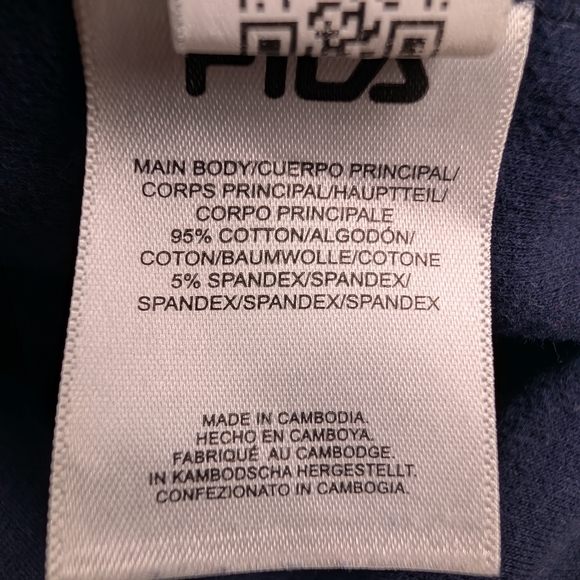 FILA
MAIN BODY/CUERPO PRINCIPAL/
CORPS PRINCIPAL/HAUPTTEIL/
CORPO PRINCIPALE
95% COTTON/ALGODÓN/
COTON/BAUMWOLLE/COTONE
5% SPANDEX/SPANDEX/
SPANDEX/SPANDEX/SPANDEX
MADE IN CAMBODIA.
HECHO EN CAMBOYA.
FABRIQUÉ AU CAMBODGE.
IN KAMBODSCHA HERGESTELLT.
CONFEZIONATO IN CAMBOGIA.